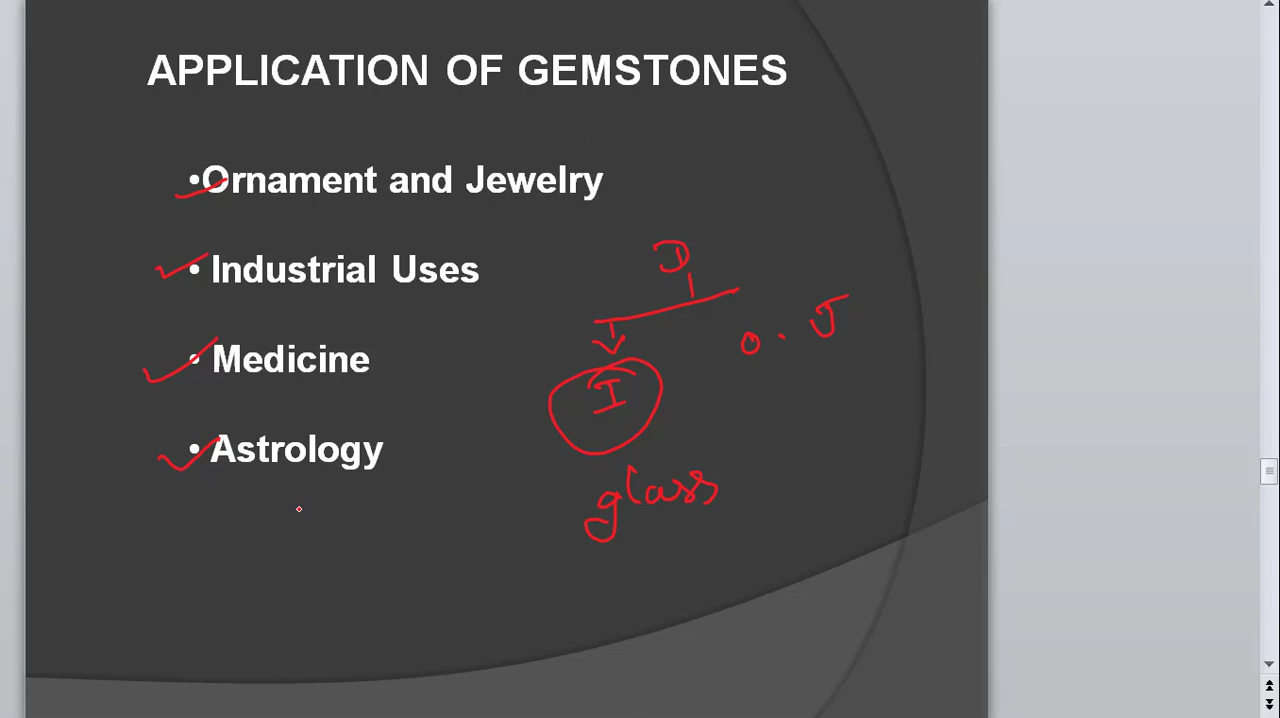 APPLICATION OF GEMSTONES
•Ornament and Jewelry
• Industrial Uses
• Medicine
• Astrology
D
O. J
I
glass